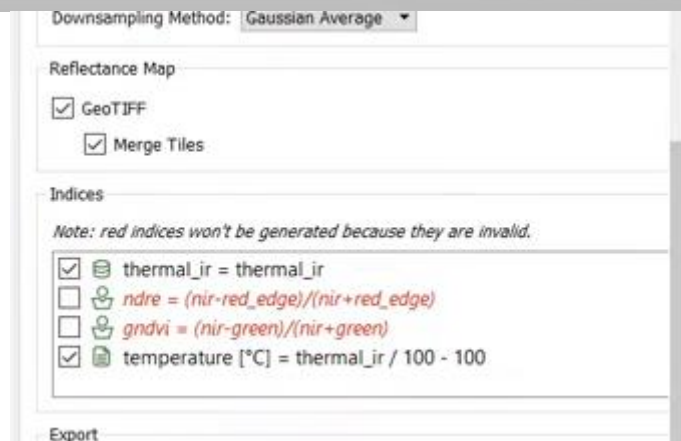 Downsampling Method: Gaussian Average
Reflectance Map
GeoTIFF
Merge Tiles
Indices
Note: red indices won't be generated because they are invalid.
thermal_ir = thermal_ir
ndre = (nir-red_edge)/(nir+red_edge)
gndvi = (nir-green)/(nir+green)
temperature [°C] = thermal_ir / 100 - 100
Export